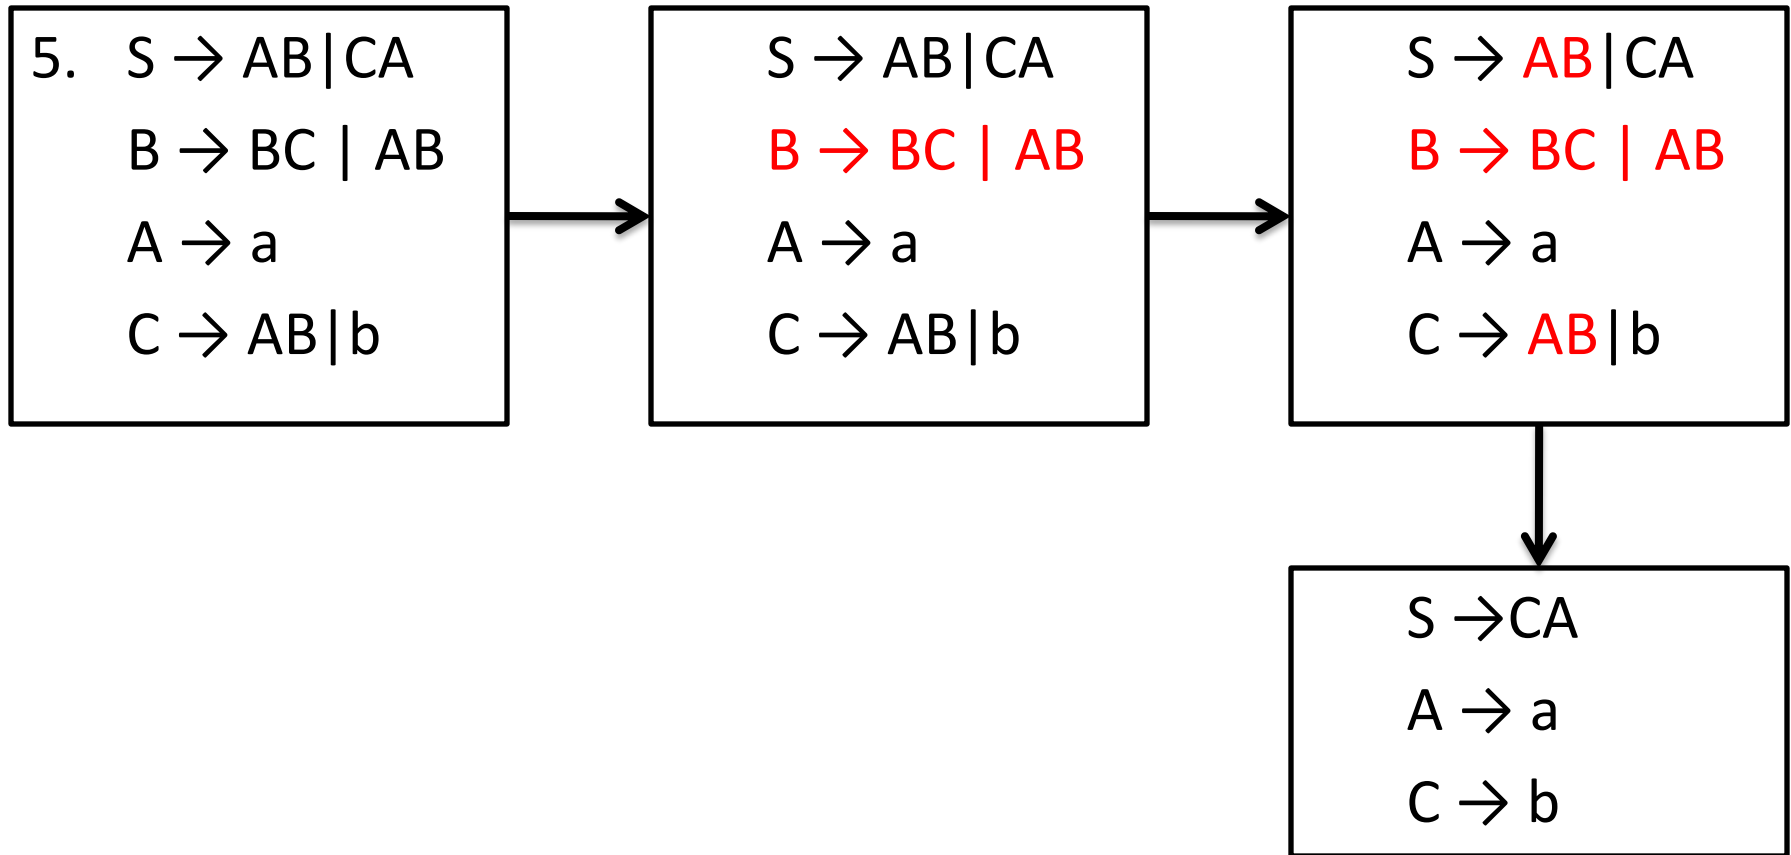 5. S → AB|CA
B → BC | AB
A → a
C → AB|b
S → AB|CA
B → BC | AB
A → a
C → AB|b
S → AB|CA
B → BC | AB
A → a
C → AB|b
S →CA
A → a
C → b